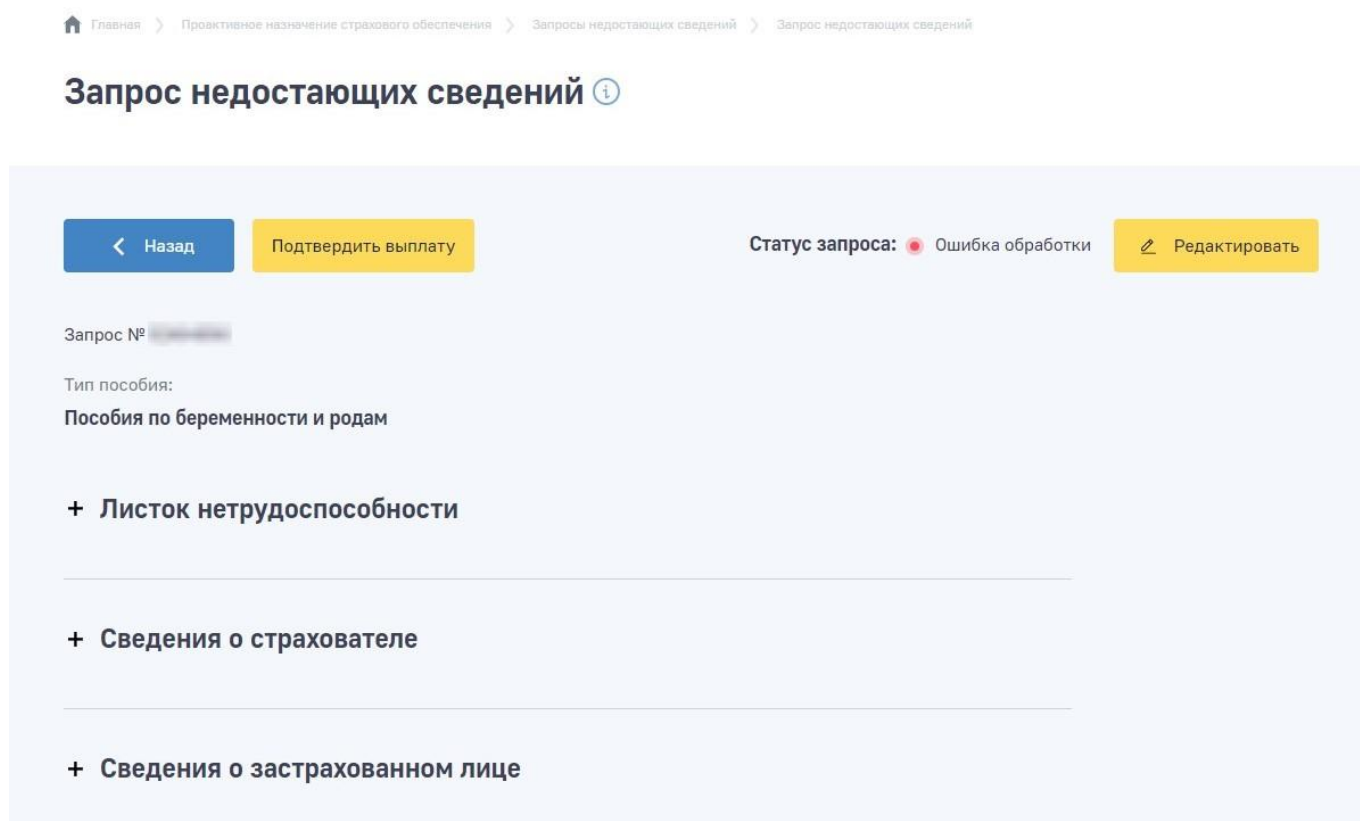 Главная > Проактивное назначение страхового обеспечения > Запросы недостающих сведений > Запрос недостающих сведений
Запрос недостающих сведений
Назад
Подтвердить выплату
Статус запроса: Ошибка обработки
Редактировать
Запрос №
Тип пособия:
Пособия по беременности и родам
+ Листок нетрудоспособности
+ Сведения о страхователе
+ Сведения о застрахованном лице